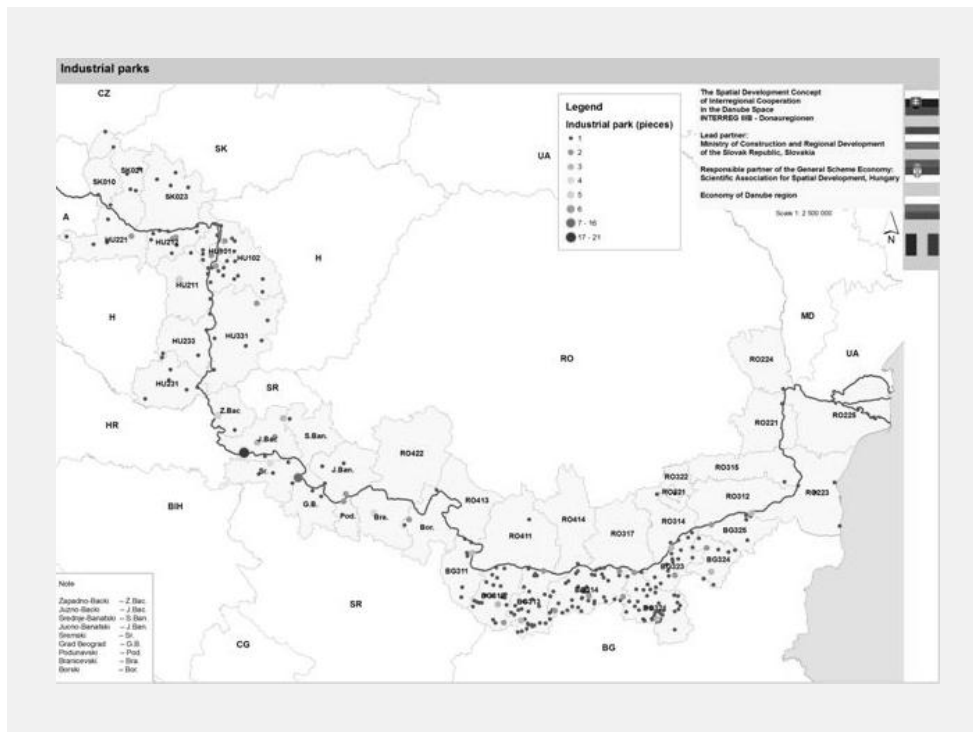 Industrial parks
The Spatial Development Concept
of Interregional Cooperation
in the Danube Space
INTERREG IIIB - Donauregionen
Lead partner:
Ministry of Construction and Regional Development
of the Slovak Republic, Slovakia
Responsible partner of the General Scheme Economy:
Scientific Association for Spatial Development, Hungary
Economy of Danube region
Scale 1: 2 500 000
N
Legend
Industrial park (pieces)
1
2
3
4
5
6
7 - 16
17 - 21
CZ
SK
UA
SK021
SK010
SK023
A
HU221
HU212
HU101
HU102
H
HU211
H
HU233
HU331
HU231
MD
UA
RO
RO224
SR
Z.Bac
HR
J.Bac.
S.Ban.
RO221
RO225
RO422
Sr.
J.Ban.
RO322
RO315
RO321
RO312
RO223
BIH
G.B.
Pod.
Bra.
Bor.
RO413
RO411
RO414
RO317
RO314
BG325
BG311
BG323
BG324
BG313
BG314
SR
CG
BG
Note
Zapadno-Backi – Z.Bac.
Juzno-Backi – J.Bac.
Srednje-Banatski – S.Ban.
Juzno-Banatski – J.Ban.
Sremski – Sr.
Grad Beograd – G.B.
Podunavski – Pod.
Branicevski – Bra.
Borski – Bor.